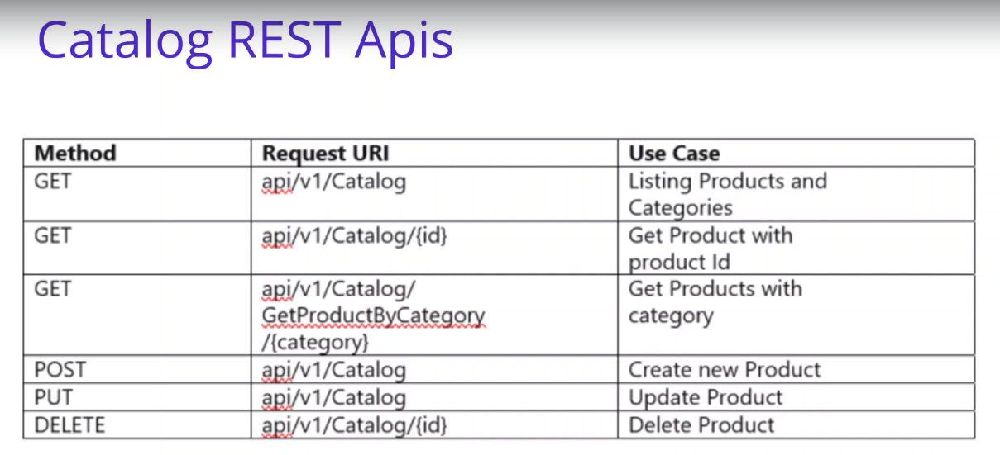 Catalog REST Apis
Method Request URI Use Case
GET api/v1/Catalog Listing Products and
Categories
GET api/v1/Catalog/{id} Get Product with
product Id
GET api/v1/Catalog/ Get Products with
GetProductByCategory category
/{category}
POST api/v1/Catalog Create new Product
PUT api/v1/Catalog Update Product
DELETE api/v1/Catalog/{id} Delete Product